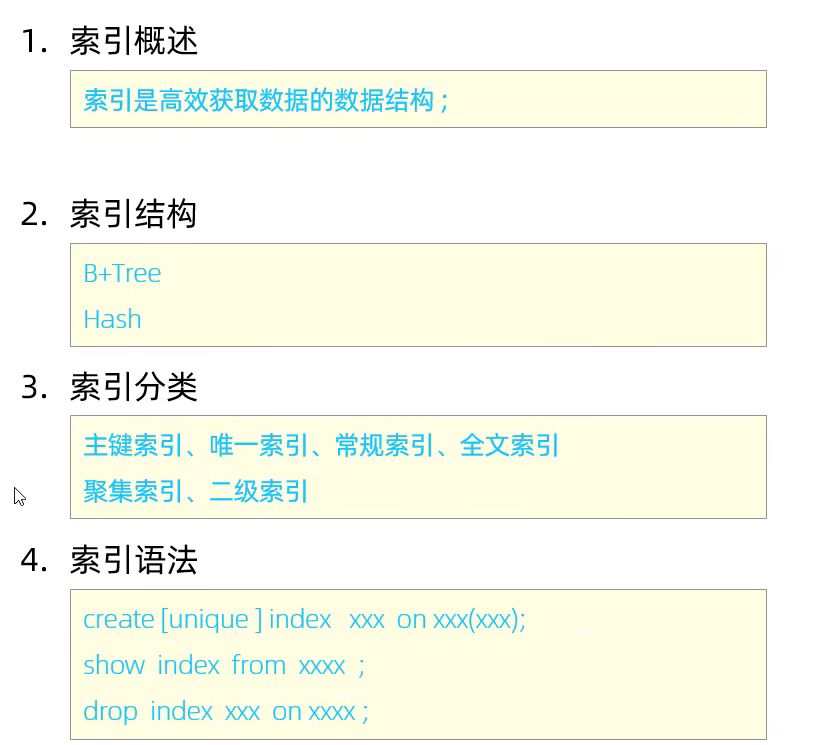 1. 索引概述
索引是高效获取数据的数据结构 ;
2. 索引结构
B+Tree
Hash
3. 索引分类
主键索引、唯一索引、常规索引、全文索引
聚集索引、二级索引
4. 索引语法
create [unique ] index xxx on xxx(xxx);
show index from xxxx ;
drop index xxx on xxxx ;